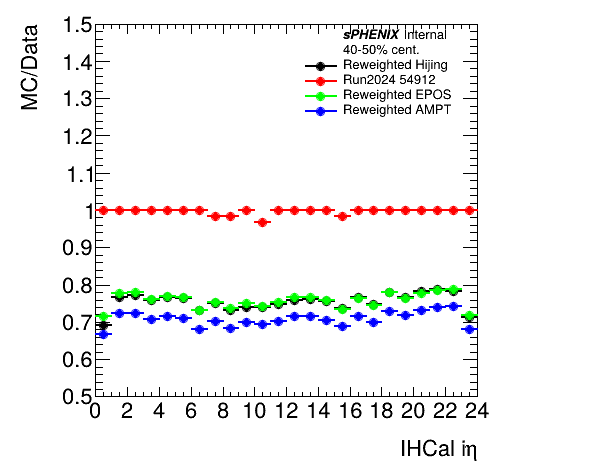 MC/Data
1.5
1.4
1.3
1.2
1.1
1
0.9
0.8
0.7
0.6
0.5
sPHENIX Internal
40-50% cent.
Reweighted Hijing
Run2024 54912
Reweighted EPOS
Reweighted AMPT
0 2 4 6 8 10 12 14 16 18 20 22 24
IHCal iη